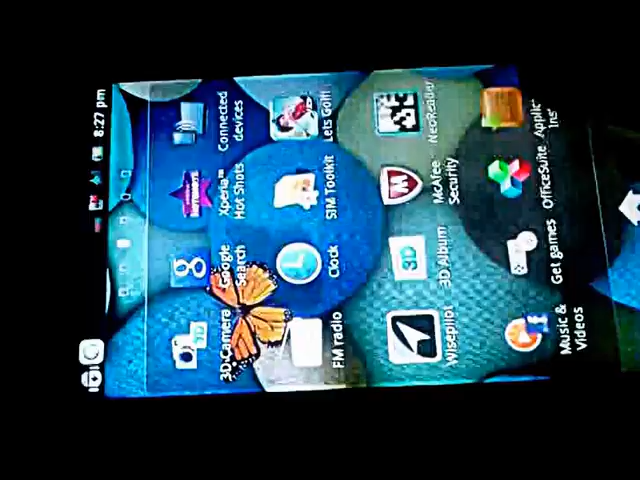 8:27 pm
3D Camera
Google
Search
Xperia™
Hot Shots
Connected
devices
FM radio
Clock
SIM Toolkit
Lets Golf!
Wisepilot
3D Album
McAfee
Security
NeoReader
Music &
Videos
Get games
OfficeSuite